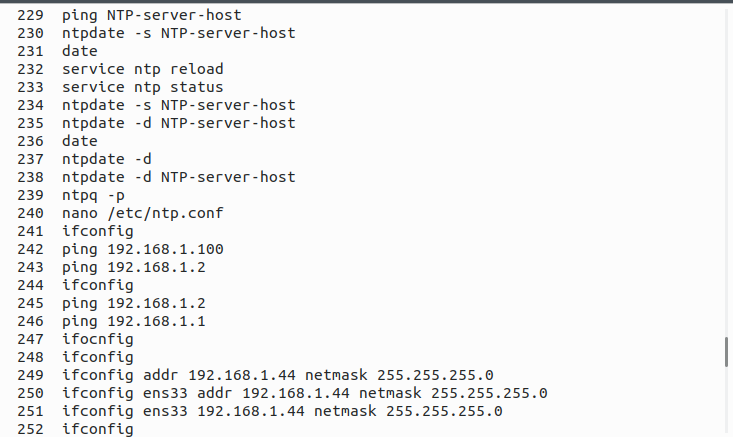 229 ping NTP-server-host
230 ntpdate -s NTP-server-host
231 date
232 service ntp reload
233 service ntp status
234 ntpdate -s NTP-server-host
235 ntpdate -d NTP-server-host
236 date
237 ntpdate -d
238 ntpdate -d NTP-server-host
239 ntpq -p
240 nano /etc/ntp.conf
241 ifconfig
242 ping 192.168.1.100
243 ping 192.168.1.2
244 ifconfig
245 ping 192.168.1.2
246 ping 192.168.1.1
247 ifocnfig
248 ifconfig
249 ifconfig addr 192.168.1.44 netmask 255.255.255.0
250 ifconfig ens33 addr 192.168.1.44 netmask 255.255.255.0
251 ifconfig ens33 192.168.1.44 netmask 255.255.255.0
252 ifconfig